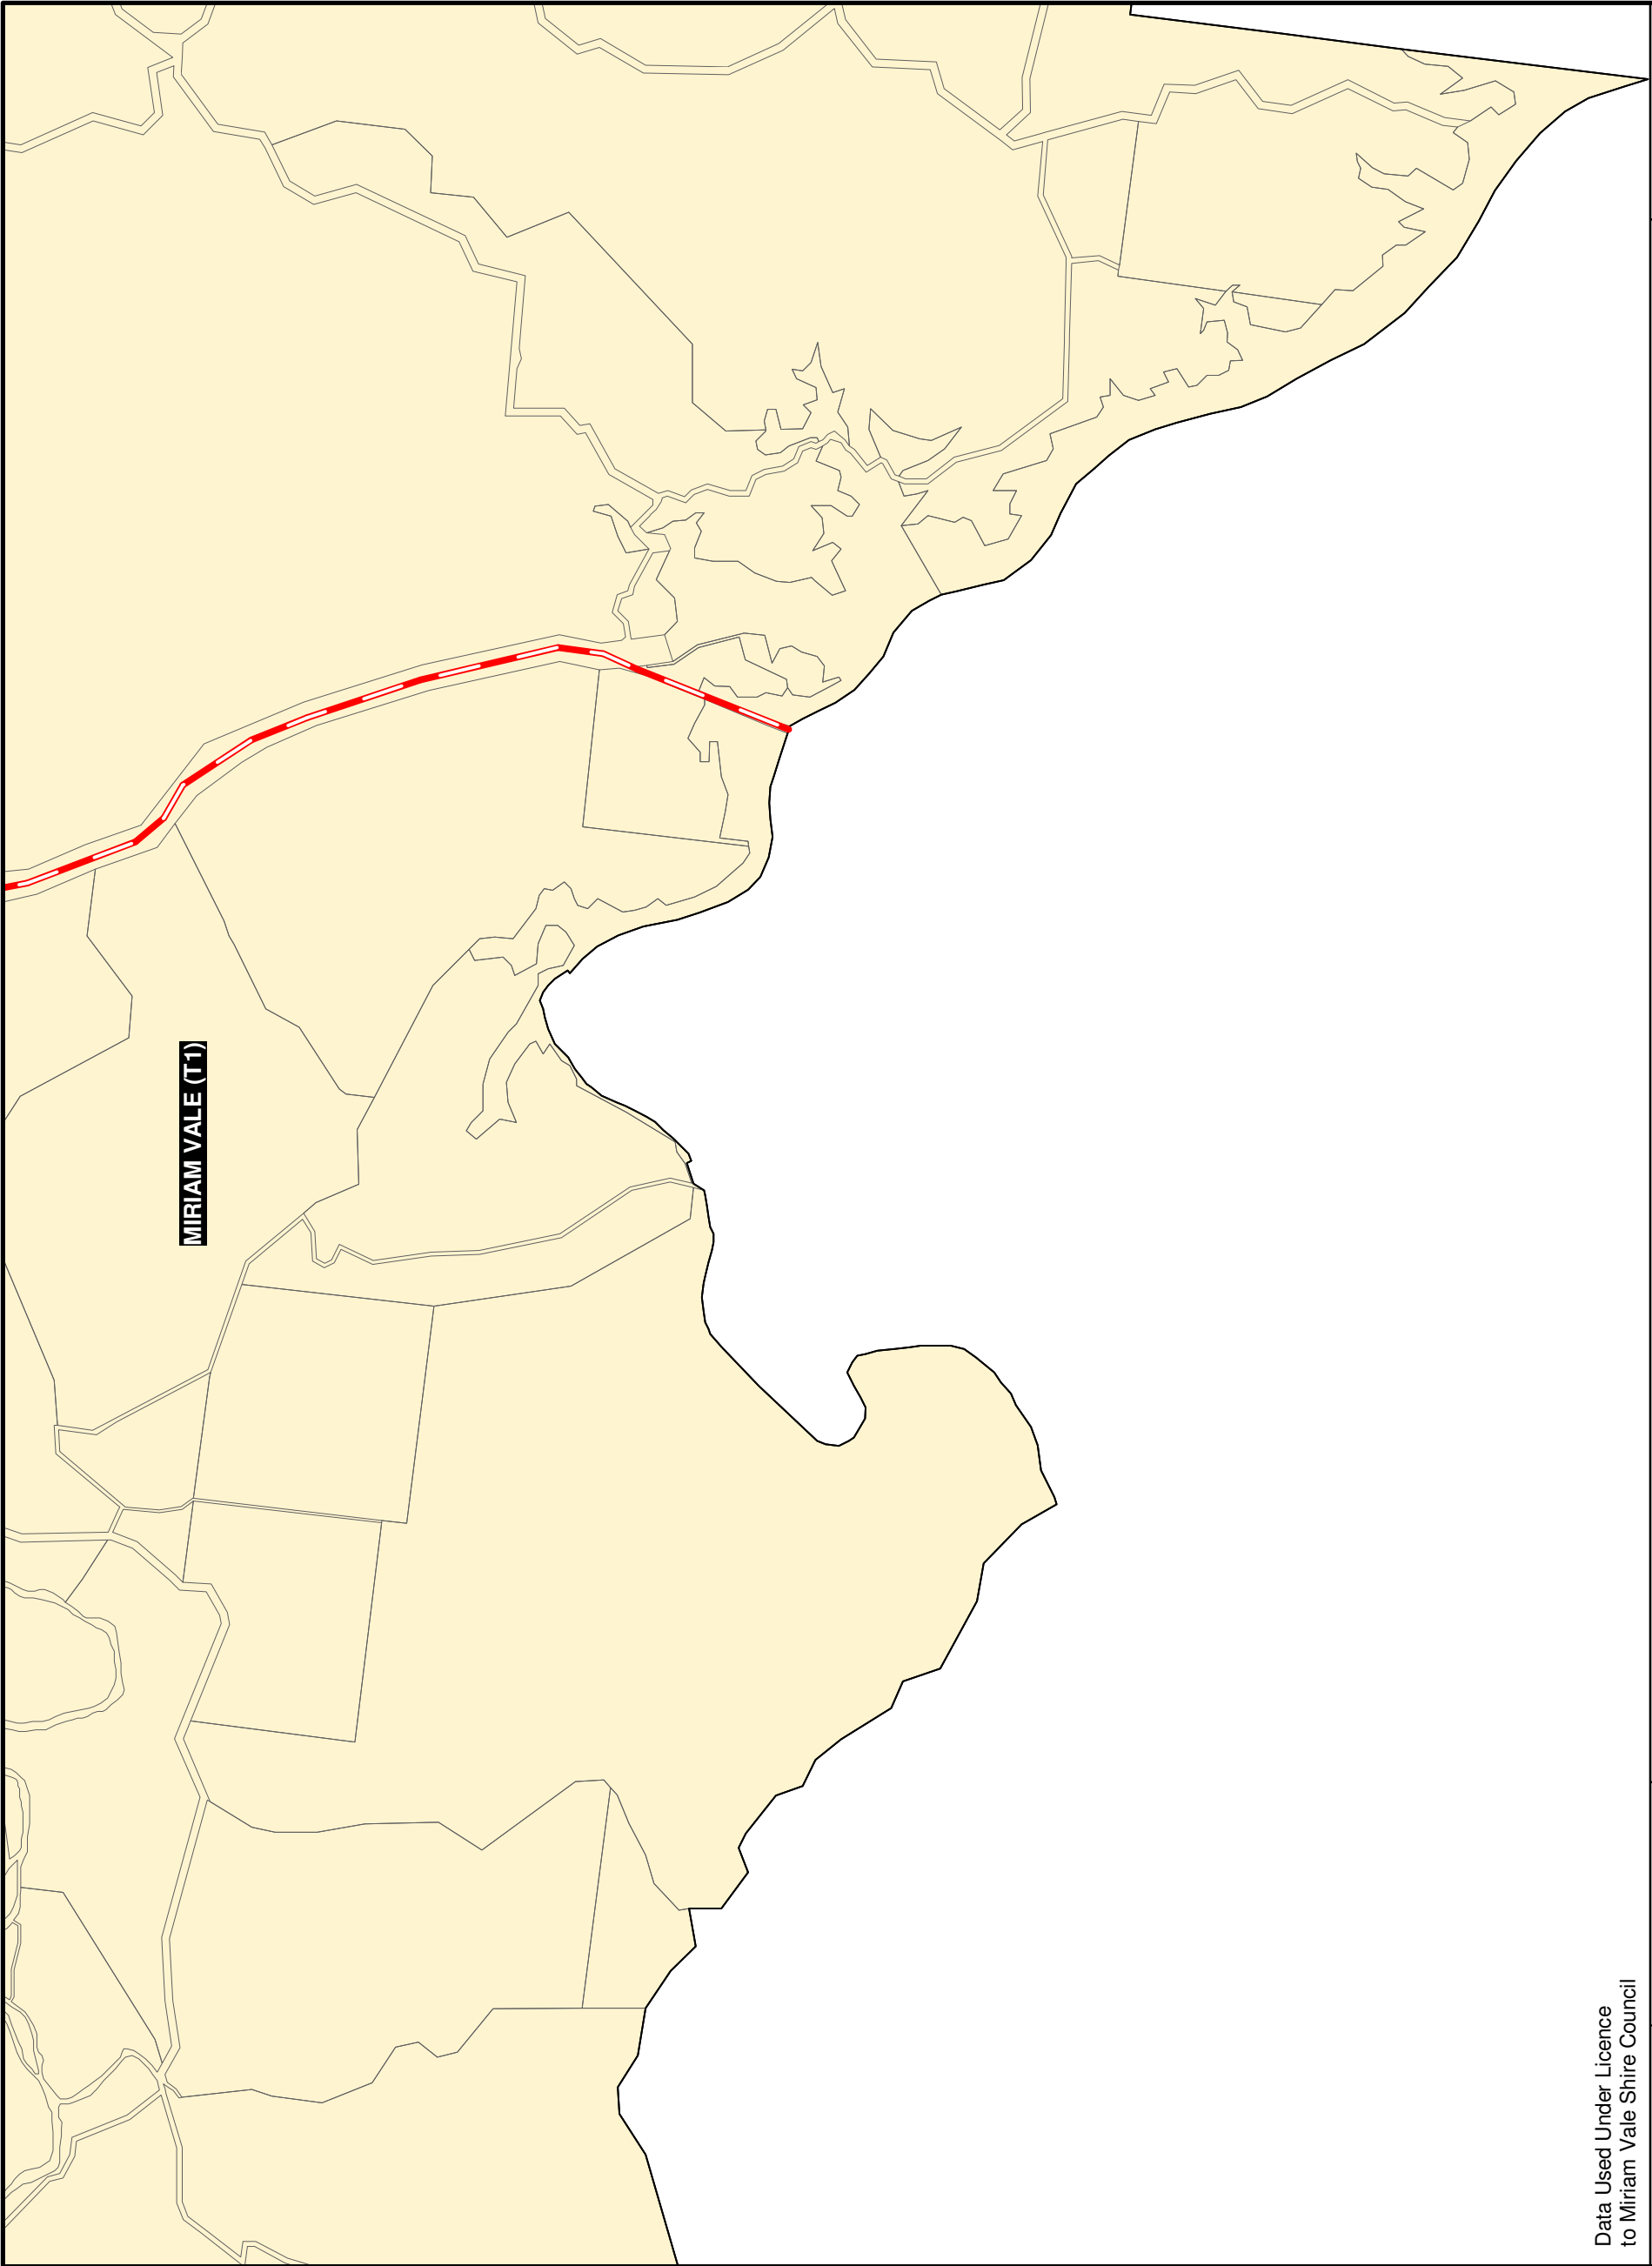 MIRIAM VALE (T1)
Data Used Under Licence
to Miriam Vale Shire Council